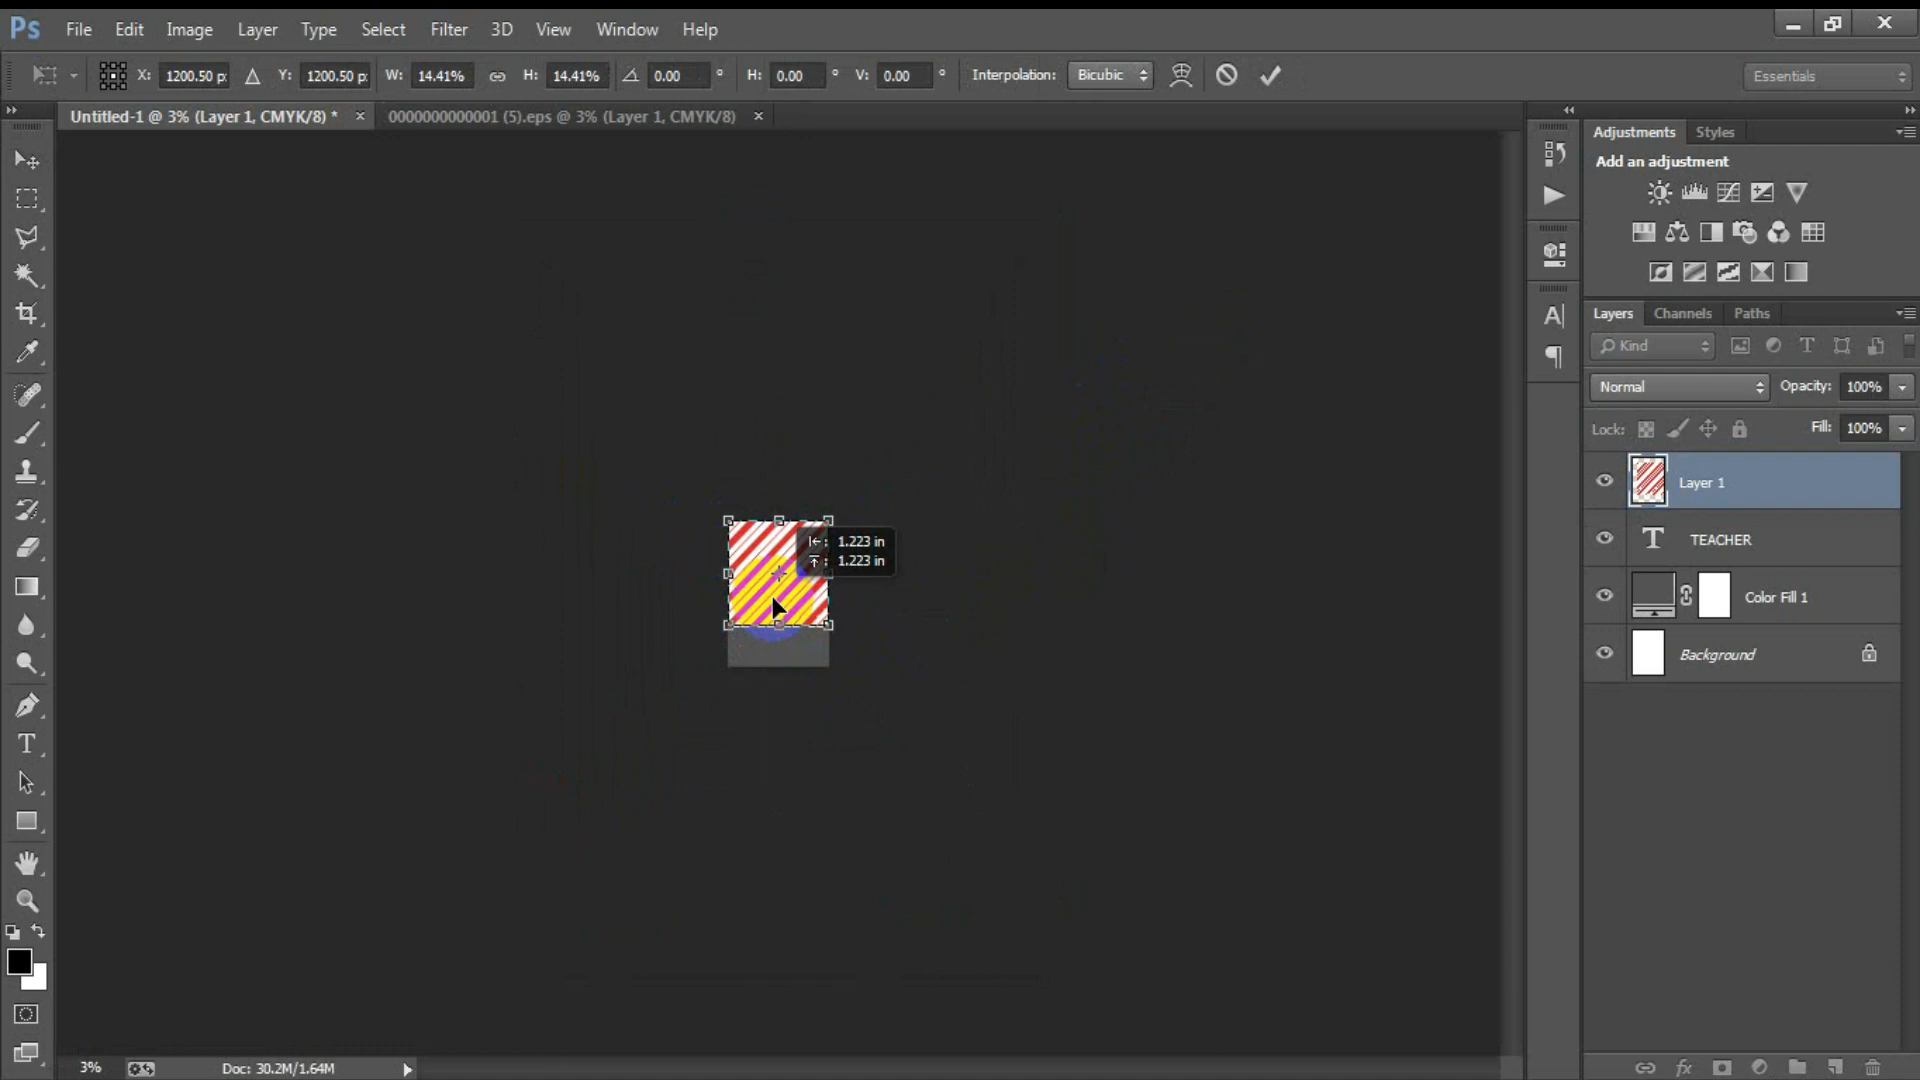 Ps File Edit Image Layer Type Select Filter 3D View Window Help
X: 1200.50 p: Y: 1200.50 p: W: 14.41% H: 14.41% 0.00 ° H: 0.00 ° V: 0.00 ° Interpolation: Bicubic Essentials
Untitled-1 @ 3% (Layer 1, CMYK/8) * × 0000000000001 (5).eps @ 3% (Layer 1, CMYK/8) ×
Adjustments Styles
Add an adjustment
Layers Channels Paths
Kind
Normal Opacity: 100%
Lock: Fill: 100%
Layer 1
TEACHER
Color Fill 1
Background
1.223 in
1.223 in
3% Doc: 30.2M/1.64M